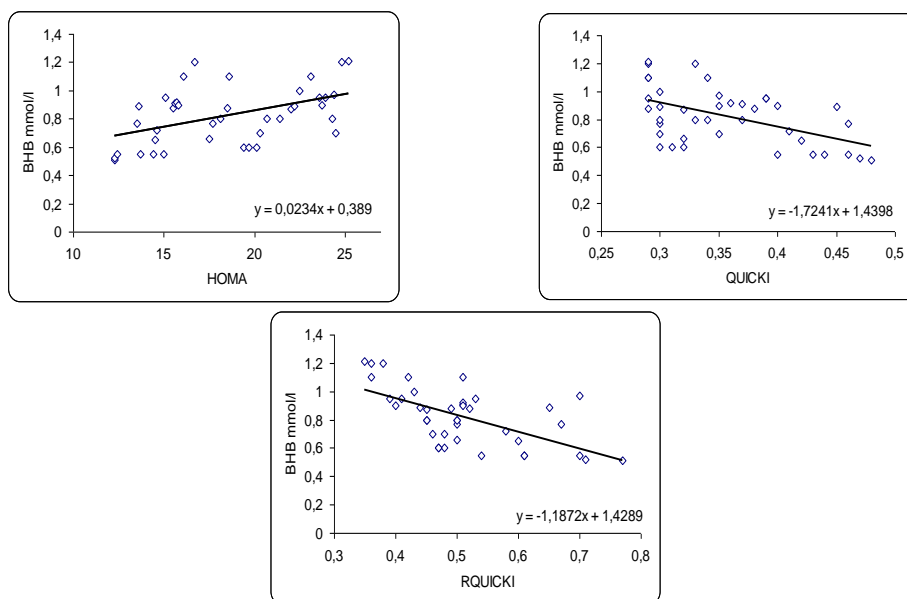 1,4
1,2
1
0,8
0,6
0,4
0,2
0
BHB mmol/l
y = 0,0234x + 0,389
10 15 20 25
HOMA
1,4
1,2
1
0,8
0,6
0,4
0,2
0
BHB mmol/l
y = -1,7241x + 1,4398
0,25 0,3 0,35 0,4 0,45 0,5
QUICKI
1,4
1,2
1
0,8
0,6
0,4
0,2
0
BHB mmol/l
y = -1,1872x + 1,4289
0,3 0,4 0,5 0,6 0,7 0,8
RQUICKI